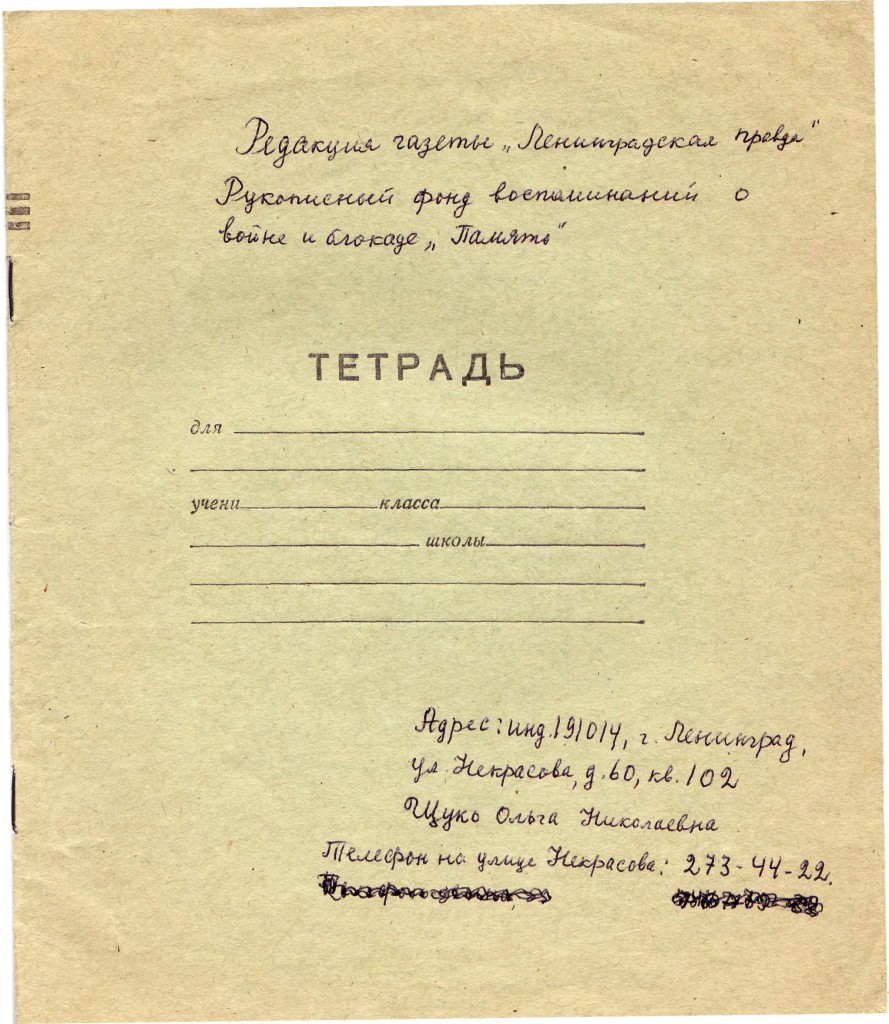 Редакция газеты „Ленинградская правда"
Рукописный фонд воспоминаний о
войне и блокаде „Память"
ТЕТРАДЬ
для
учени класса
школы
Адрес: инд. 191014, г. Ленинград,
ул. Некрасова, д. 60, кв. 102
Щуко Ольга Николаевна
Телефон на улице Некрасова: 273-44-22.